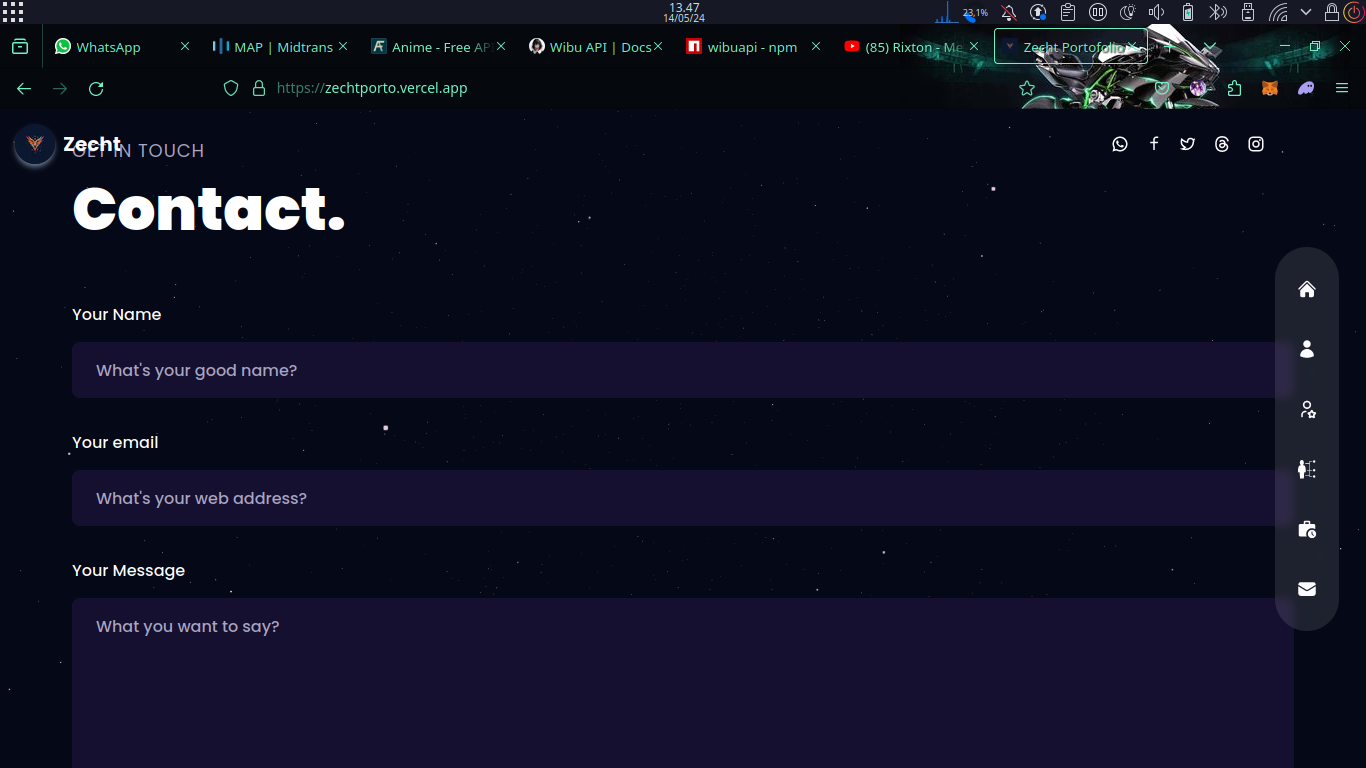 13.47
14/05/24
23,1%
WhatsApp
MAP | Midtrans
Anime - Free AP
Wibu API | Docs
wibuapi - npm
(85) Rixton - Me
Zecht Portofolio
https://zechtporto.vercel.app
Zecht
GET IN TOUCH
Contact.
Your Name
What's your good name?
Your email
What's your web address?
Your Message
What you want to say?